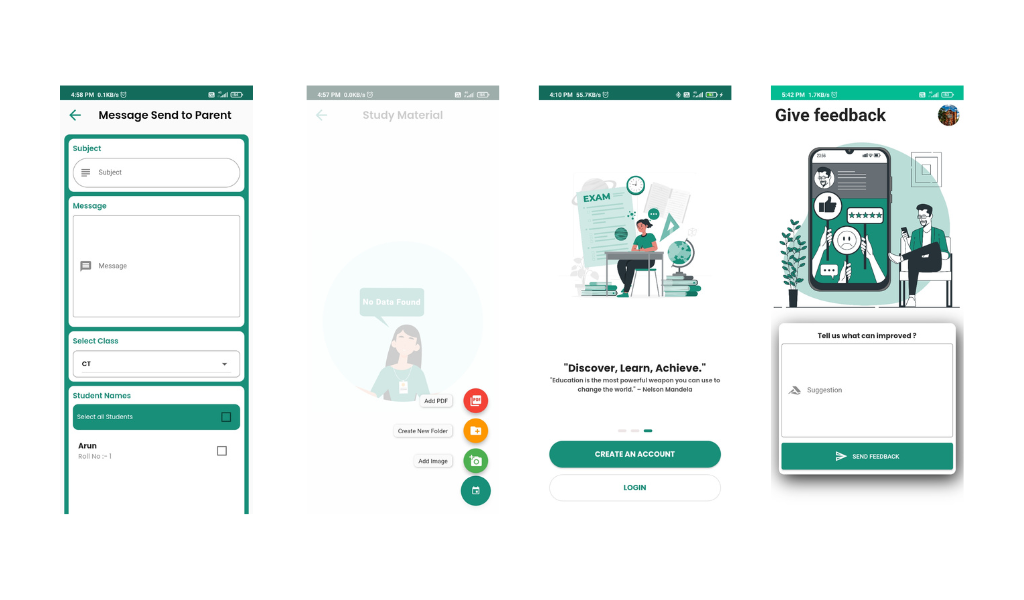 4:58 PM 0.1KB/s
Message Send to Parent
Subject
Subject
Message
Message
Select Class
CT
Student Names
Select all Students
Arun
Roll No :- 1
4:57 PM 0.0KB/s
Study Material
No Data Found
Add PDF
Create New Folder
Add Image
4:10 PM 55.7KB/s
EXAM
"Discover, Learn, Achieve."
"Education is the most powerful weapon you can use to
change the world." – Nelson Mandela
CREATE AN ACCOUNT
LOGIN
5:42 PM 1.7KB/s
Give feedback
Tell us what can improved ?
Suggestion
SEND FEEDBACK